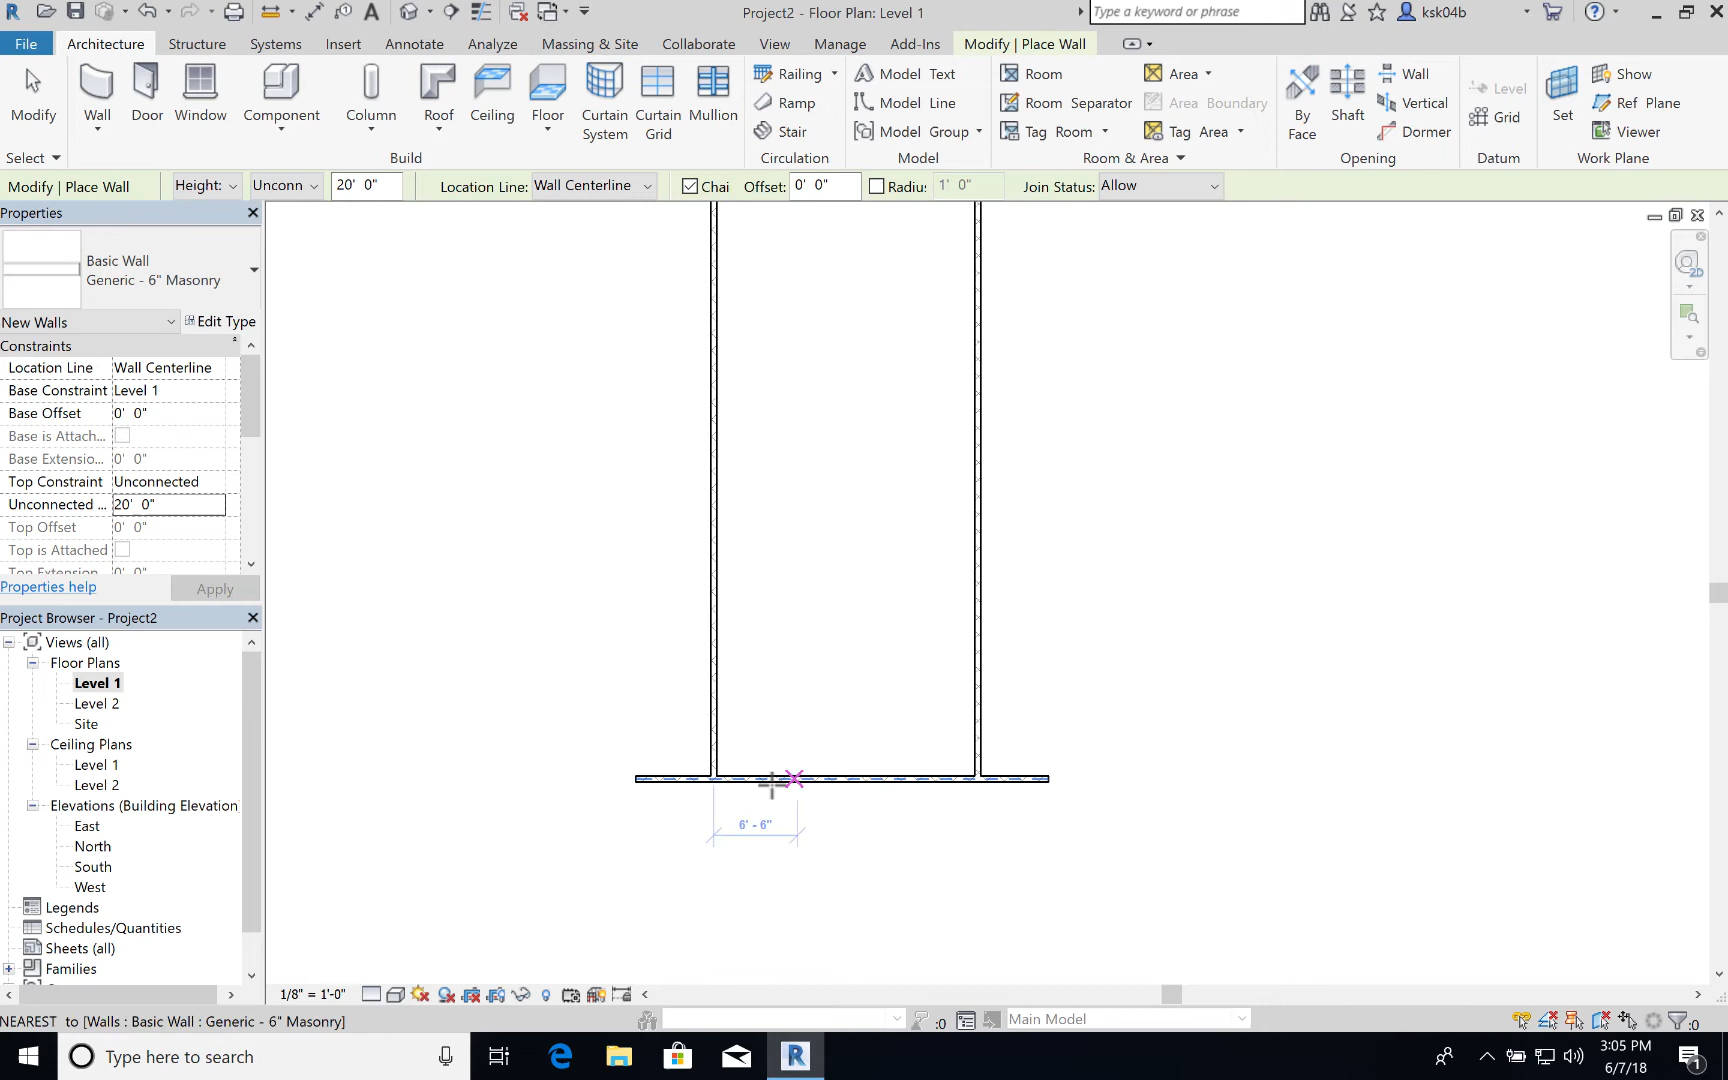 Project2 - Floor Plan: Level 1
Type a keyword or phrase
ksk04b
File
Architecture
Structure
Systems
Insert
Annotate
Analyze
Massing & Site
Collaborate
View
Manage
Add-Ins
Modify | Place Wall
Modify
Wall
Door
Window
Component
Column
Roof
Ceiling
Floor
Curtain
System
Curtain
Grid
Mullion
Railing
Ramp
Stair
Model Text
Model Line
Model Group
Room
Room Separator
Tag Room
Area
Area Boundary
Tag Area
By
Face
Shaft
Wall
Vertical
Dormer
Level
Grid
Set
Show
Ref Plane
Viewer
Select
Build
Circulation
Model
Room & Area
Opening
Datum
Work Plane
Modify | Place Wall
Height:
Unconn
20' 0"
Location Line:
Wall Centerline
Chai
Offset:
0' 0"
Radiu:
1' 0"
Join Status:
Allow
Properties
Basic Wall
Generic - 6" Masonry
New Walls
Edit Type
Constraints
Location Line Wall Centerline
Base Constraint Level 1
Base Offset 0' 0"
Base is Attach...
Base Extensio... 0' 0"
Top Constraint Unconnected
Unconnected ... 20' 0"
Top Offset 0' 0"
Top is Attached
Top Extension 0' 0"
Properties help
Apply
Project Browser - Project2
Views (all)
Floor Plans
Level 1
Level 2
Site
Ceiling Plans
Level 1
Level 2
Elevations (Building Elevation)
East
North
South
West
Legends
Schedules/Quantities
Sheets (all)
Families
2D
6' - 6"
1/8" = 1'-0"
NEAREST to [Walls : Basic Wall : Generic - 6" Masonry]
:0
Main Model
:0
Type here to search
3:05 PM
6/7/18
1